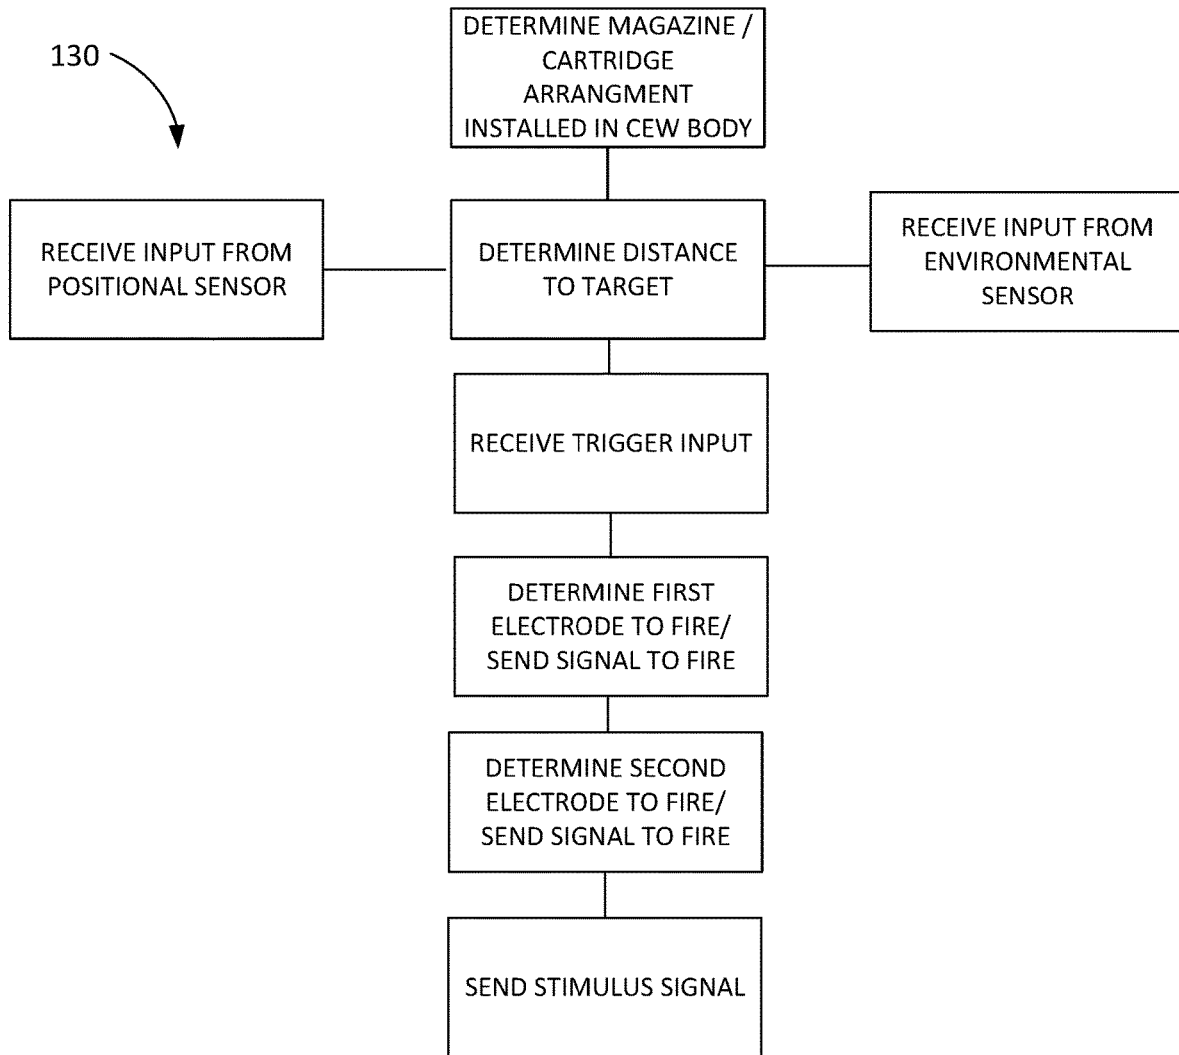 130
DETERMINE MAGAZINE /
CARTRIDGE
ARRANGMENT
INSTALLED IN CEW BODY
RECEIVE INPUT FROM
POSITIONAL SENSOR
DETERMINE DISTANCE
TO TARGET
RECEIVE INPUT FROM
ENVIRONMENTAL
SENSOR
RECEIVE TRIGGER INPUT
DETERMINE FIRST
ELECTRODE TO FIRE/
SEND SIGNAL TO FIRE
DETERMINE SECOND
ELECTRODE TO FIRE/
SEND SIGNAL TO FIRE
SEND STIMULUS SIGNAL